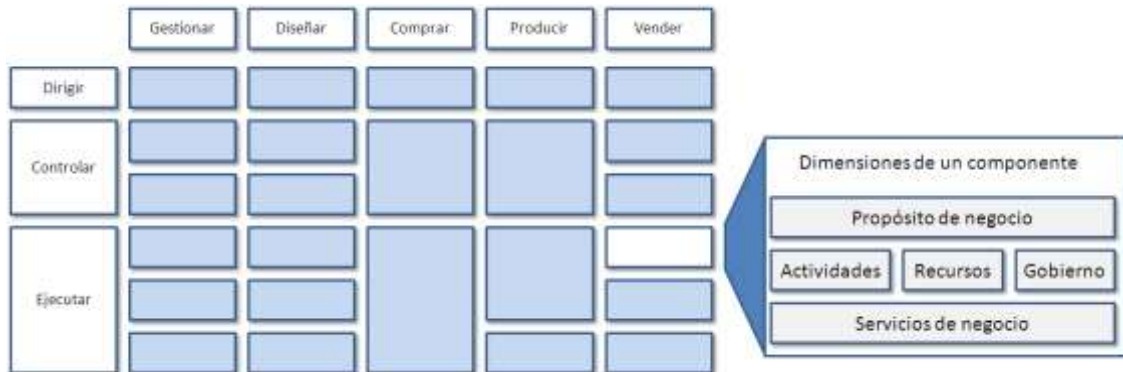 Gestionar
Diseñar
Comprar
Producir
Vender
Dirigir
Controlar
Ejecutar
Dimensiones de un componente
Propósito de negocio
Actividades
Recursos
Gobierno
Servicios de negocio